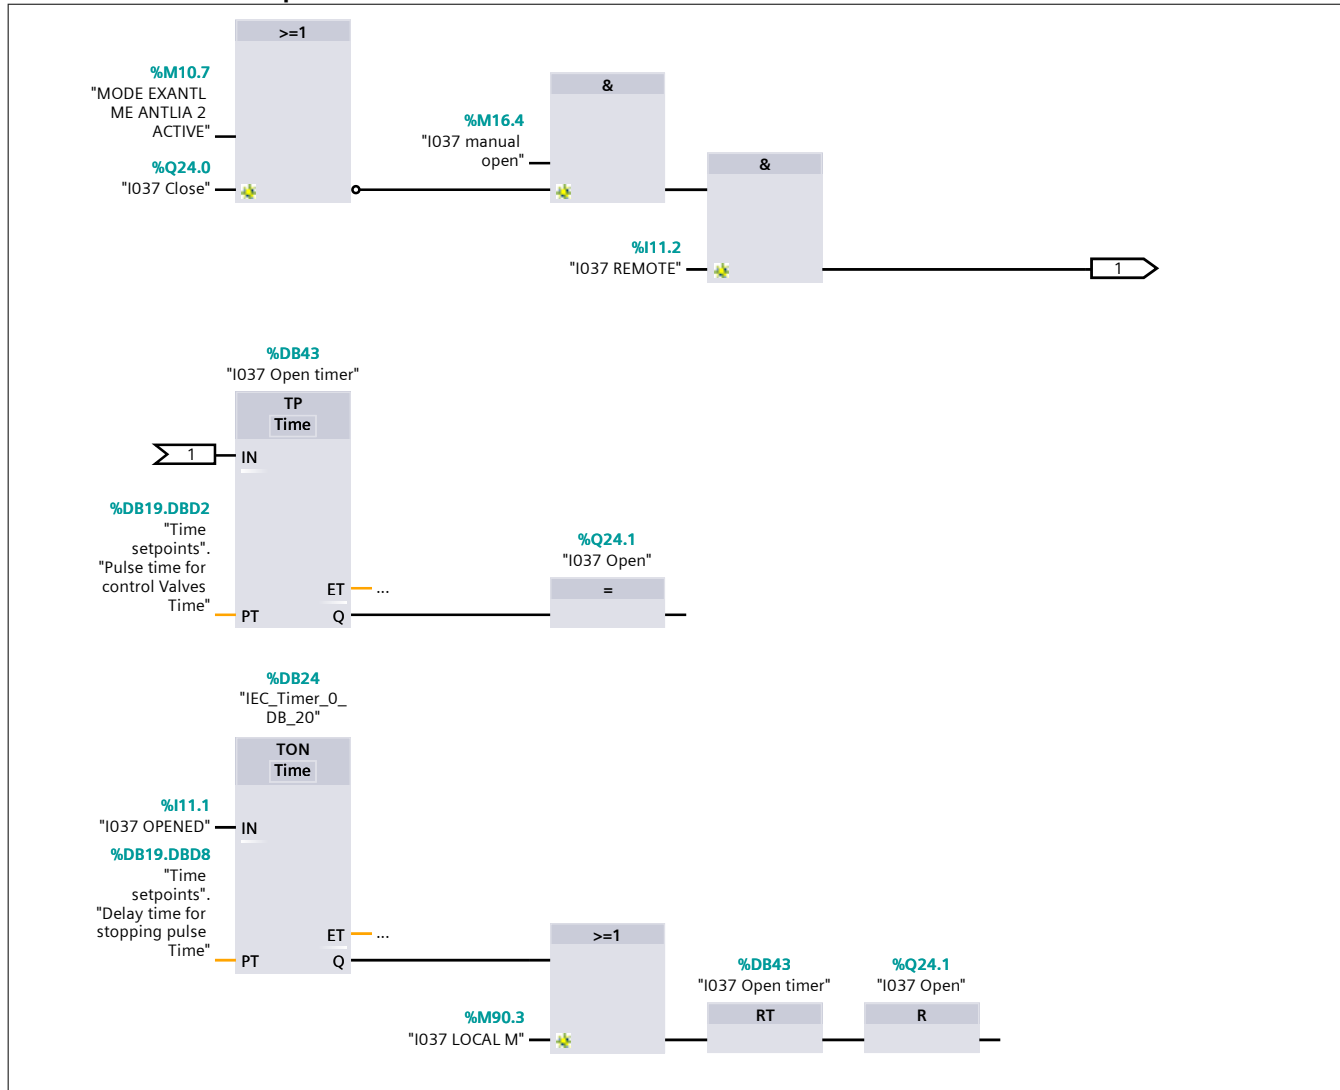 >=1
%M10.7
"MODE EXANTL
ME ANTLIA 2
ACTIVE"
%Q24.0
"I037 Close"
&
%M16.4
"I037 manual
open"
&
%I11.2
"I037 REMOTE"
1
%DB43
"I037 Open timer"
TP
Time
1
IN
%DB19.DBD2
"Time
setpoints".
"Pulse time for
control Valves
Time"
PT
ET
...
Q
%Q24.1
"I037 Open"
=
%DB24
"IEC_Timer_0_
DB_20"
TON
Time
%I11.1
"I037 OPENED"
IN
%DB19.DBD8
"Time
setpoints".
"Delay time for
stopping pulse
Time"
PT
ET
...
Q
>=1
%M90.3
"I037 LOCAL M"
%DB43
"I037 Open timer"
RT
%Q24.1
"I037 Open"
R